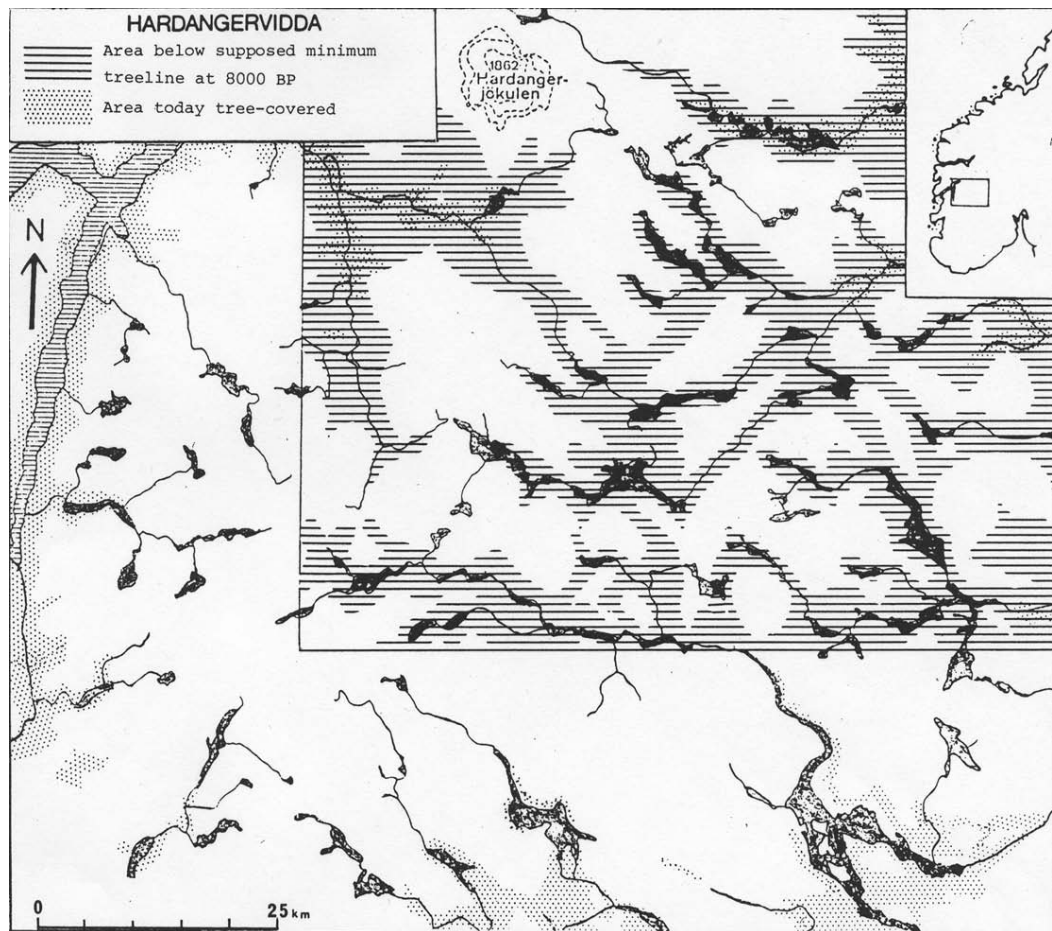 HARDANGERVIDDA
Area below supposed minimum
treeline at 8000 BP
Area today tree-covered
1862
Hardanger-
jökulen
N
0
25 km